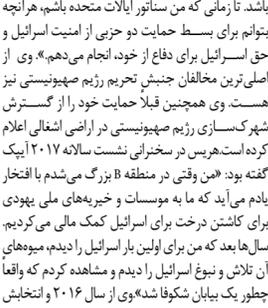 باشد. تا زمانی که من سناتور ایالات متحده باشم، هرآنچه
بتوانم برای بسط حمایت دو حزبی از امنیت اسرائیل و
حق اسرائیل برای دفاع از خود، انجام می‌دهم.». وی از
اصلی‌ترین مخالفان جنبش تحریم رژیم صهیونیستی نیز
هست. وی همچنین قبلاً حمایت خود را از گسترش
شهرک‌سازی رژیم صهیونیستی در اراضی اشغالی اعلام
کرده است.هریس در سخنرانی نشست سالانه ۲۰۱۷ آیپک
گفته بود: «من وقتی در منطقه B بزرگ می‌شدم با افتخار
یادم می‌آید که ما به موسسات و خیریه‌های ملی یهودی
برای کاشتن درخت برای اسرائیل کمک مالی می‌کردیم.
سال‌ها بعد که من برای اولین بار اسرائیل را دیدم، میوه‌های
آن تلاش و نبوغ اسرائیل را دیدم و مشاهده کردم که واقعاً
چطور یک بیابان شکوفا شد».وی از سال ۲۰۱۶ و انتخابش